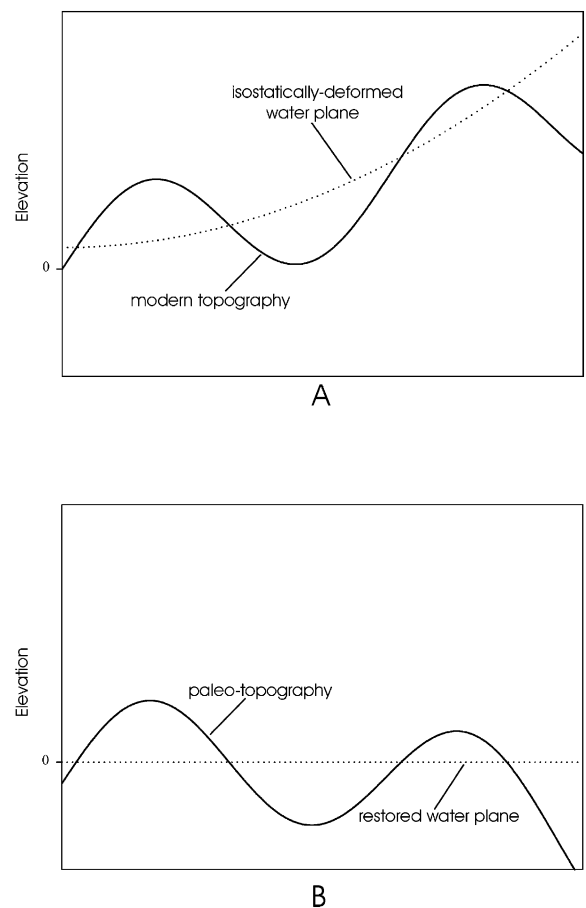 isostatically-deformed
water plane
Elevation
0
modern topography
A
paleo-topography
Elevation
0
restored water plane
B